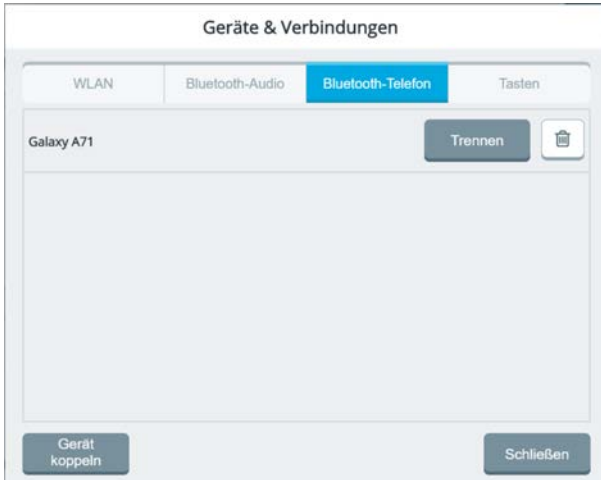 Geräte & Verbindungen
WLAN Bluetooth-Audio Bluetooth-Telefon Tasten
Galaxy A71 Trennen
Gerät
koppeln
Schließen